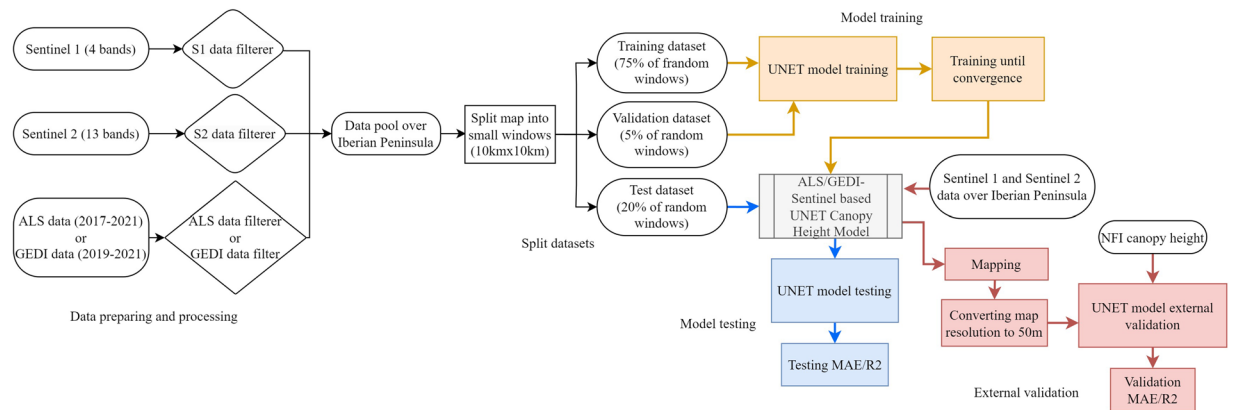 Sentinel 1 (4 bands)
S1 data filterer
Sentinel 2 (13 bands)
S2 data filterer
ALS data (2017-2021)
or
GEDI data (2019-2021)
ALS data filterer
or
GEDI data filter
Data preparing and processing
Data pool over
Iberian Peninsula
Split map into
small windows
(10kmx10km)
Training dataset
(75% of frandom
windows)
Validation dataset
(5% of random
windows)
Test dataset
(20% of random
windows)
Split datasets
Model training
UNET model training
Training until
convergence
ALS/GEDI-
Sentinel based
UNET Canopy
Height Model
Sentinel 1 and Sentinel 2
data over Iberian Peninsula
UNET model testing
Model testing
Testing MAE/R2
Mapping
Converting map
resolution to 50m
NFI canopy height
UNET model external
validation
External validation
Validation
MAE/R2